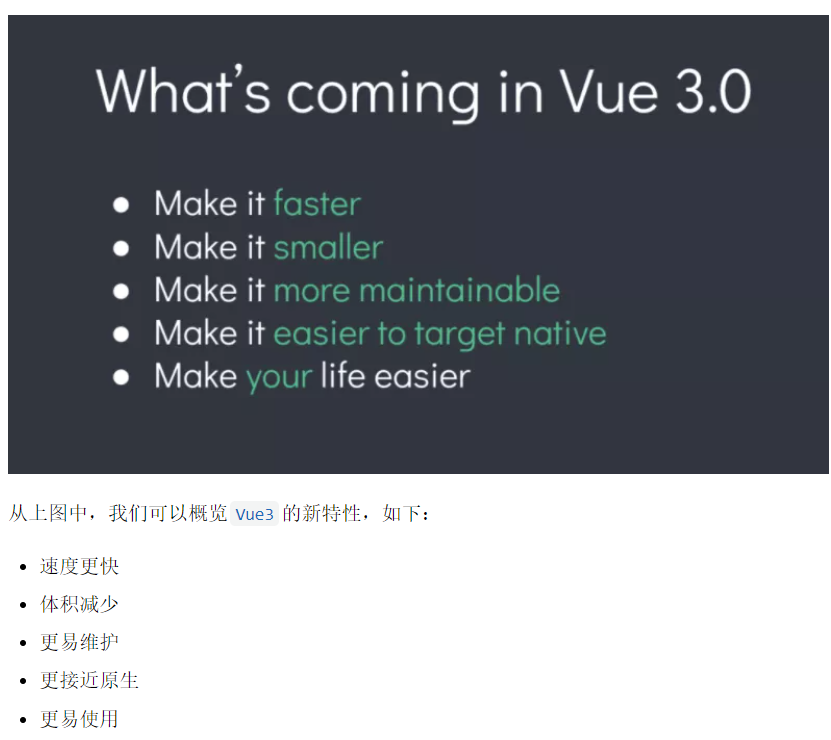 What's coming in Vue 3.0
● Make it faster
● Make it smaller
● Make it more maintainable
● Make it easier to target native
● Make your life easier
从上图中，我们可以概览 Vue3 的新特性，如下：
• 速度更快
• 体积减少
• 更易维护
• 更接近原生
• 更易使用